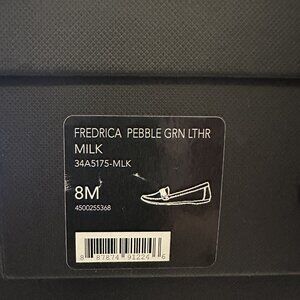 FREDRICA PEBBLE GRN LTHR
MILK
34A5175-MLK
8M
4500255368
8 87874 91224 6